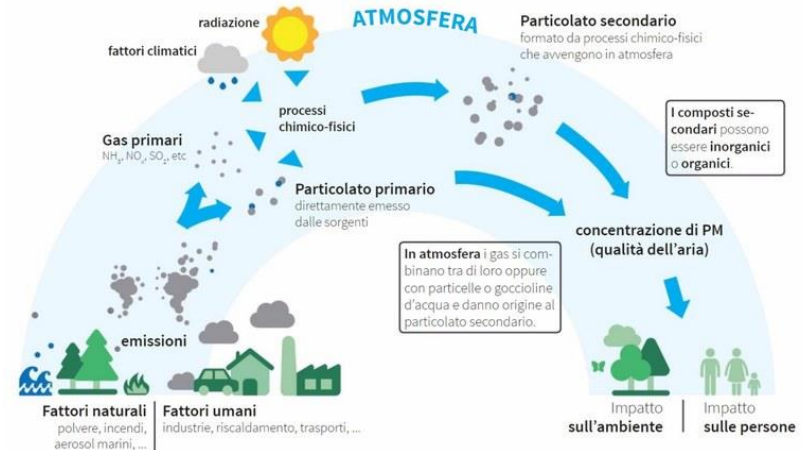 ATMOSFERA
radiazione
fattori climatici
processi
chimico-fisici
Gas primari
NH₃, NOₓ, SO₂, etc
Particolato primario
direttamente emesso
dalle sorgenti
Particolato secondario
formato da processi chimico-fisici
che avvengono in atmosfera
I composti se-
condari possono
essere inorganici
o organici.
concentrazione di PM
(qualità dell'aria)
In atmosfera i gas si com-
binano tra di loro oppure
con particelle o goccioline
d'acqua e danno origine al
particolato secondario.
emissioni
Fattori naturali
polvere, incendi,
aerosol marini, ...
Fattori umani
industrie, riscaldamento, trasporti, ...
Impatto
sull'ambiente
Impatto
sulle persone